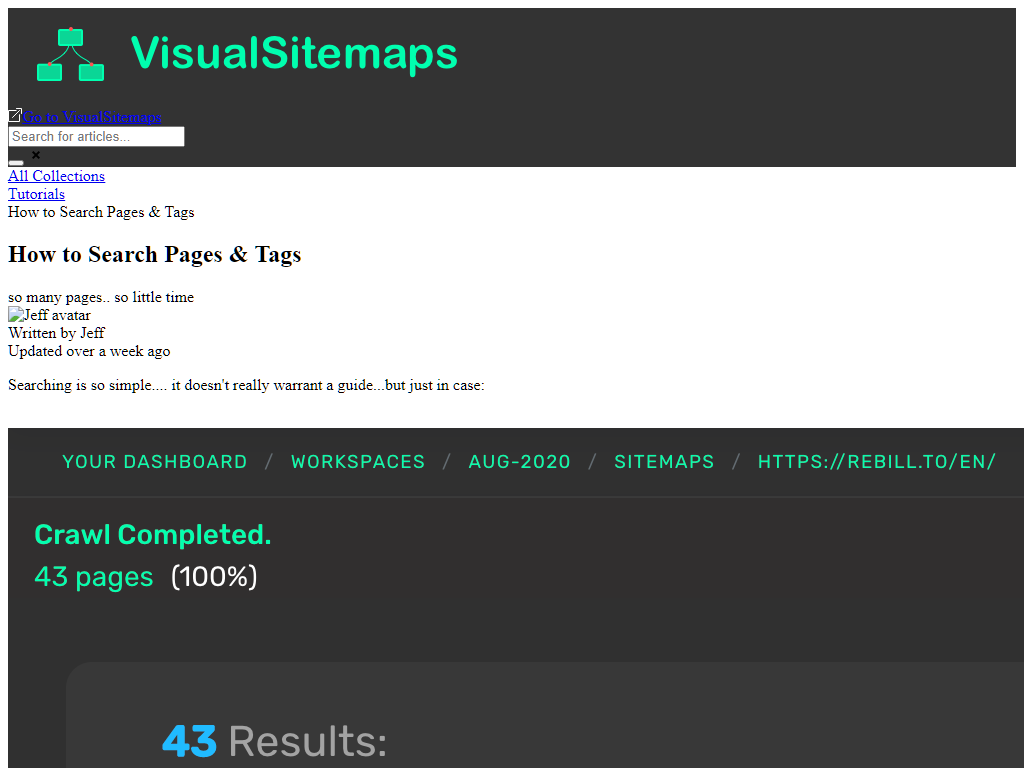 VisualSitemaps
Go to VisualSitemaps
Search for articles...
All Collections
Tutorials
How to Search Pages & Tags
How to Search Pages & Tags
so many pages.. so little time
Jeff avatar
Written by Jeff
Updated over a week ago
Searching is so simple.... it doesn't really warrant a guide...but just in case:
YOUR DASHBOARD / WORKSPACES / AUG-2020 / SITEMAPS / HTTPS://REBILL.TO/EN/
Crawl Completed.
43 pages (100%)
43 Results: